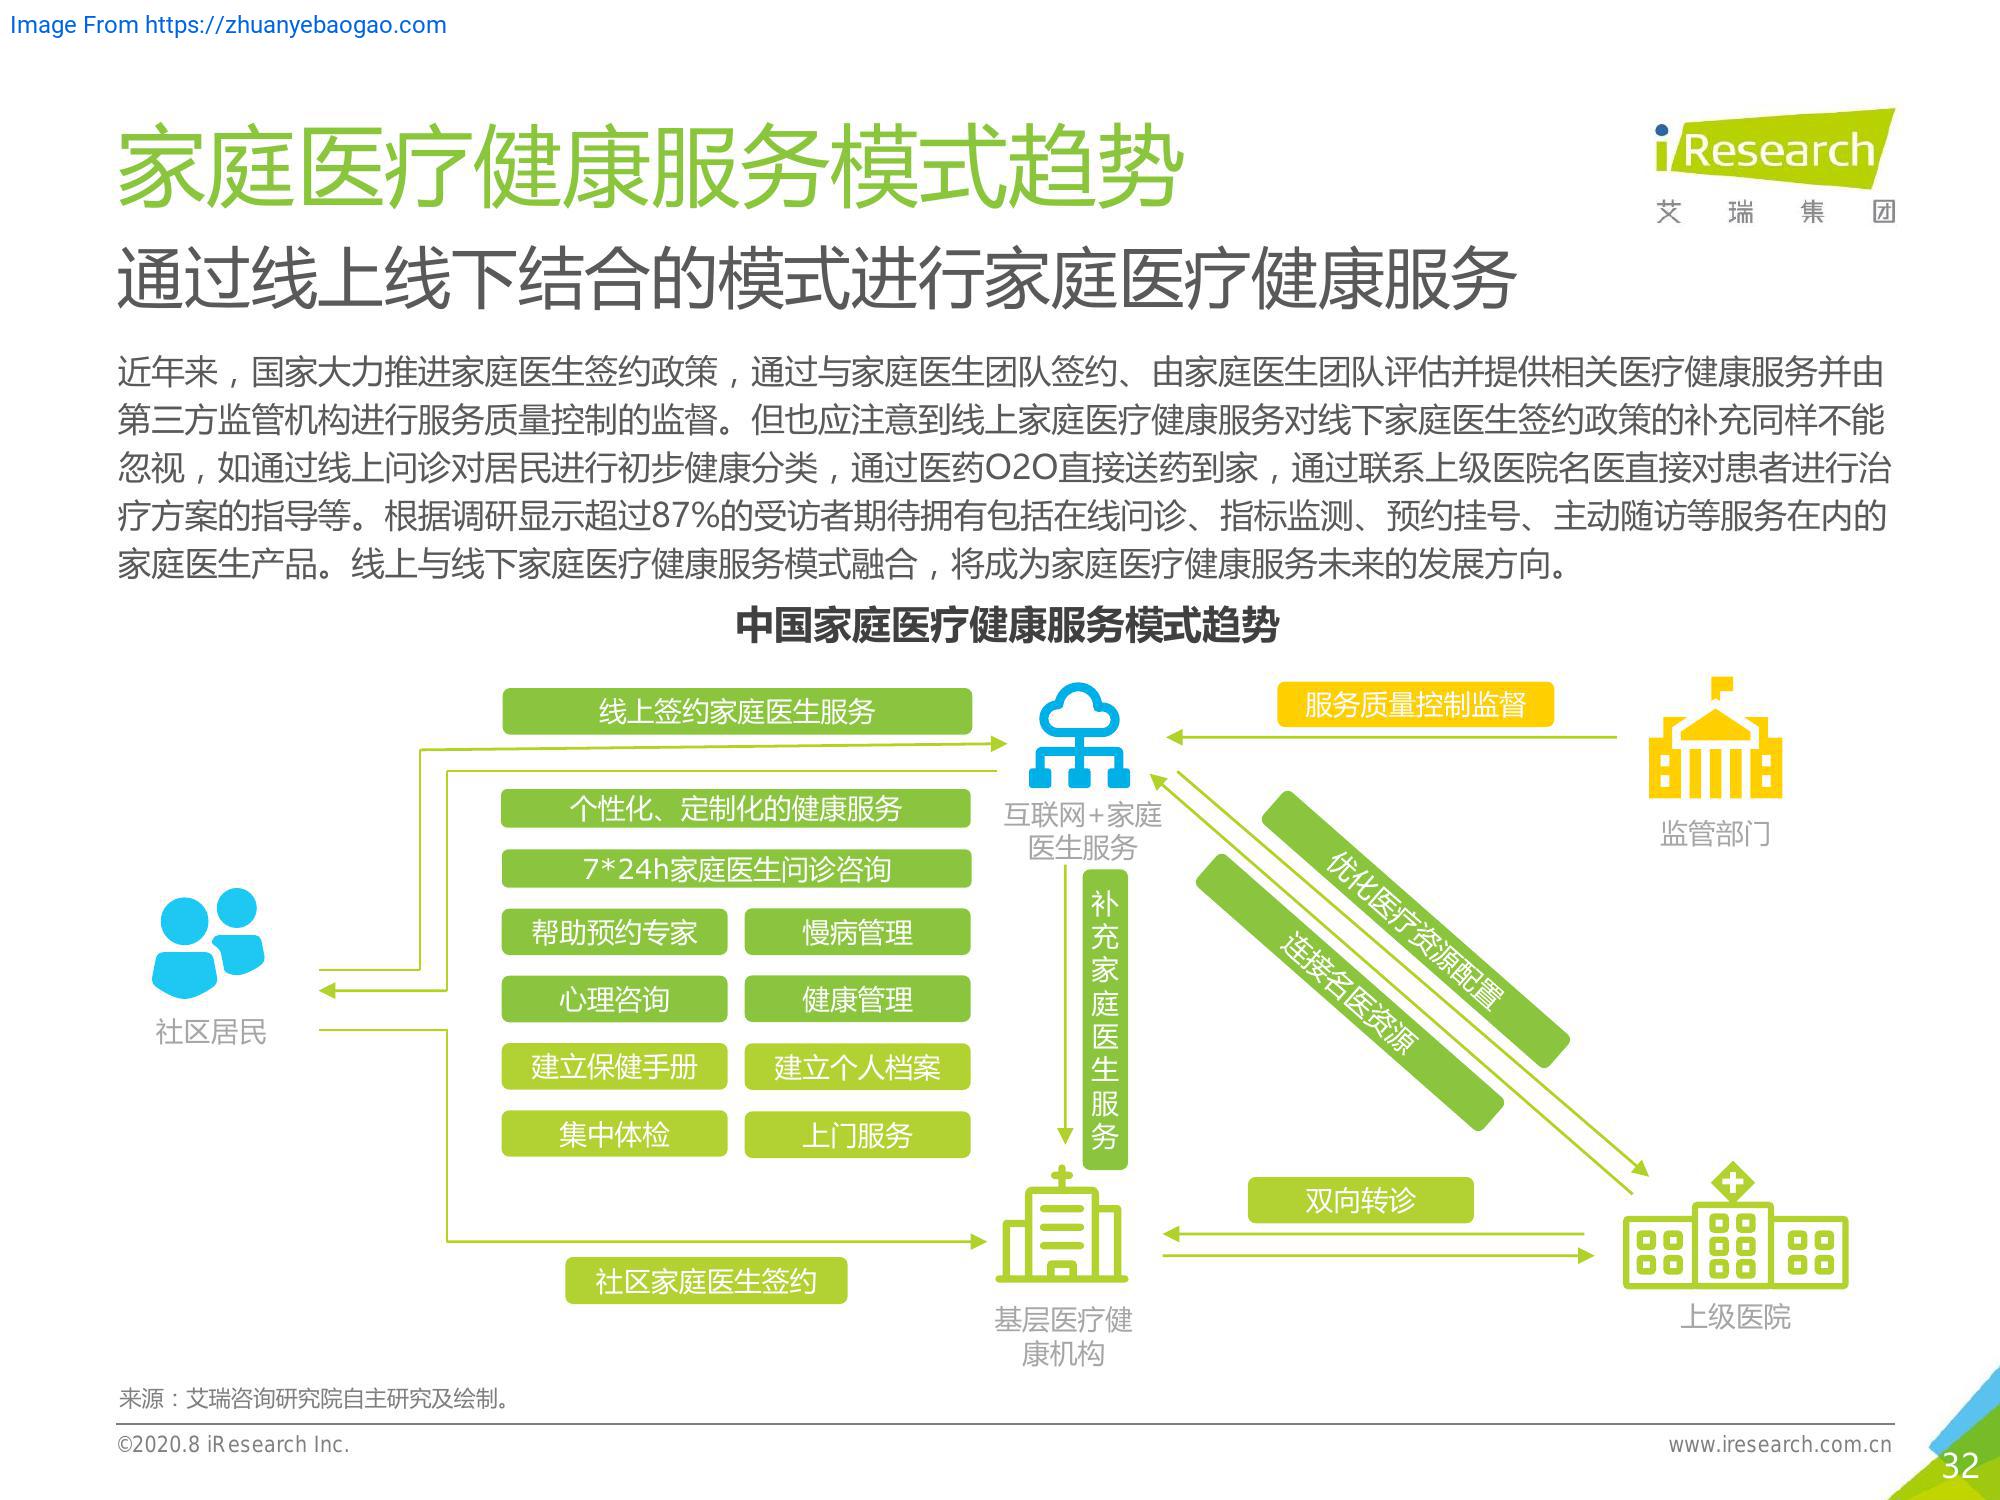 Image From https://zhuanyebaogao.com
家庭医疗健康服务模式趋势
iResearch
艾瑞集团
通过线上线下结合的模式进行家庭医疗健康服务
近年来，国家大力推进家庭医生签约政策，通过与家庭医生团队签约、由家庭医生团队评估并提供相关医疗健康服务并由
第三方监管机构进行服务质量控制的监督。但也应注意到线上家庭医疗健康服务对线下家庭医生签约政策的补充同样不能
忽视，如通过线上问诊对居民进行初步健康分类，通过医药O2O直接送药到家，通过联系上级医院名医直接对患者进行治
疗方案的指导等。根据调研显示超过87%的受访者期待拥有包括在线问诊、指标监测、预约挂号、主动随访等服务在内的
家庭医生产品。线上与线下家庭医疗健康服务模式融合，将成为家庭医疗健康服务未来的发展方向。
中国家庭医疗健康服务模式趋势
线上签约家庭医生服务
服务质量控制监督
个性化、定制化的健康服务
互联网+家庭
医生服务
监管部门
7*24h家庭医生问诊咨询
帮助预约专家
慢病管理
心理咨询
健康管理
社区居民
建立保健手册
建立个人档案
集中体检
上门服务
补充家庭医生服务
优化医疗资源配置
连接名医资源
双向转诊
社区家庭医生签约
基层医疗健
康机构
上级医院
来源：艾瑞咨询研究院自主研究及绘制。
©2020.8 iResearch Inc.
www.iresearch.com.cn
32